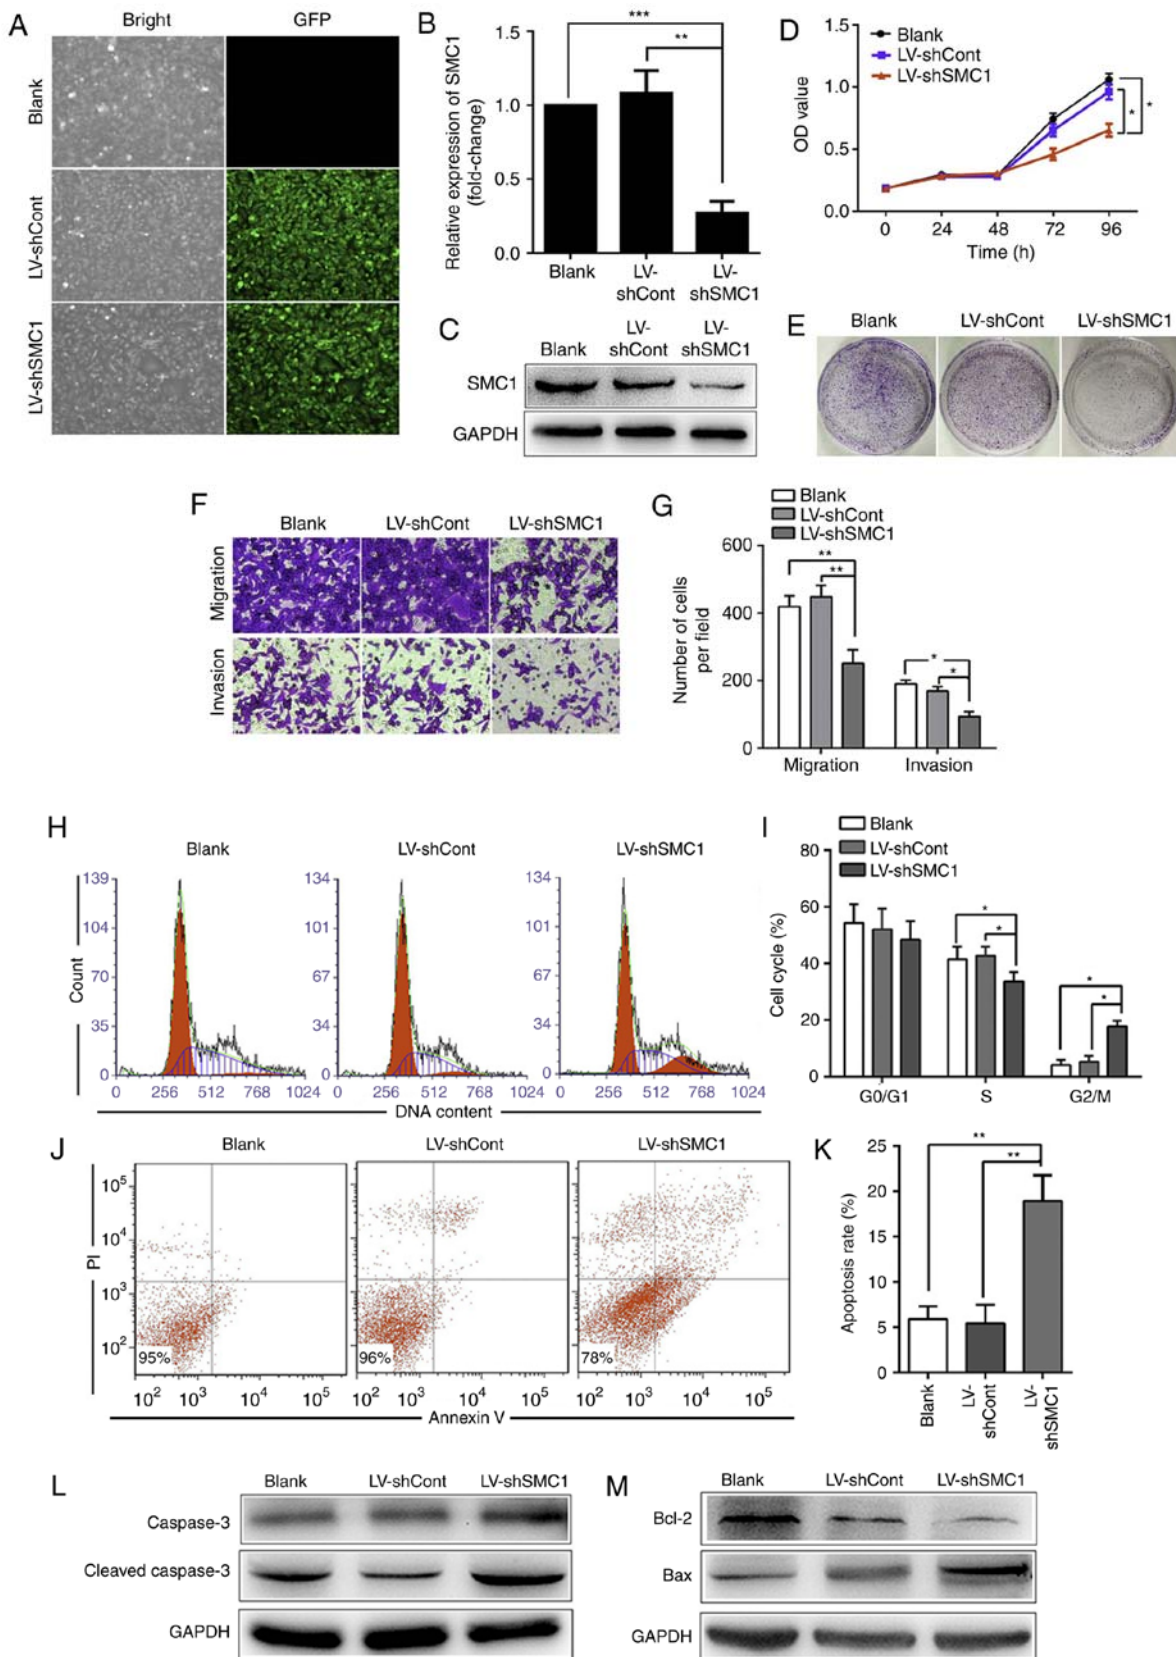 A
Bright
GFP
Blank
LV-shCont
LV-shSMC1
B
Relative expression of SMC1
(fold-change)
1.5
1.0
0.5
0.0
***
**
Blank
LV-
shCont
LV-
shSMC1
C
Blank
LV-
shCont
LV-
shSMC1
SMC1
GAPDH
D
Blank
LV-shCont
LV-shSMC1
OD value
1.5
1.0
0.5
0.0
*
*
0 24 48 72 96
Time (h)
E
Blank
LV-shCont
LV-shSMC1
F
Blank
LV-shCont
LV-shSMC1
Migration
Invasion
G
Blank
LV-shCont
LV-shSMC1
Number of cells
per field
600
400
200
0
**
**
*
*
Migration
Invasion
H
Blank
LV-shCont
LV-shSMC1
Count
139
104
70
35
0
0 256 512 768 1024
134
101
67
34
0
0 256 512 768 1024
134
101
67
34
0
0 256 512 768 1024
DNA content
I
Blank
LV-shCont
LV-shSMC1
Cell cycle (%)
80
60
40
20
0
*
*
*
*
G0/G1
S
G2/M
J
Blank
LV-shCont
LV-shSMC1
PI
10⁵
10⁴
10³
10²
95%
96%
78%
10² 10³ 10⁴ 10⁵
10² 10³ 10⁴ 10⁵
10² 10³ 10⁴ 10⁵
Annexin V
K
Apoptosis rate (%)
25
20
15
10
5
0
**
**
Blank
LV-
shCont
LV-
shSMC1
L
Blank
LV-shCont
LV-shSMC1
Caspase-3
Cleaved caspase-3
GAPDH
M
Blank
LV-shCont
LV-shSMC1
Bcl-2
Bax
GAPDH